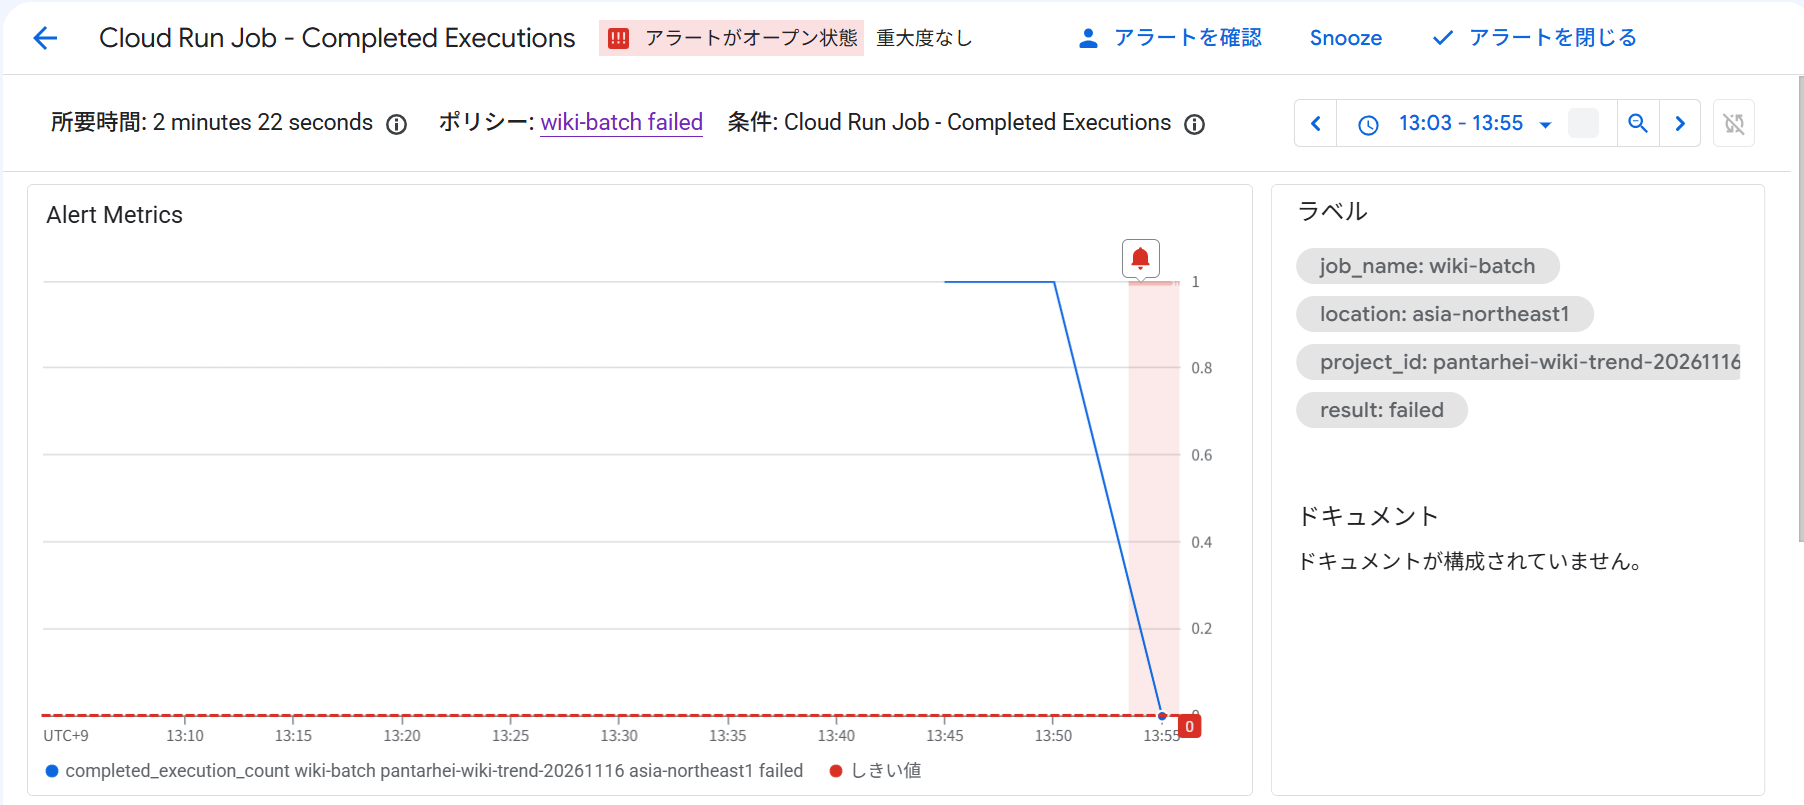 Cloud Run Job - Completed Executions アラートがオープン状態 重大度なし アラートを確認 Snooze アラートを閉じる
所要時間: 2 minutes 22 seconds ポリシー: wiki-batch failed 条件: Cloud Run Job - Completed Executions 13:03 - 13:55
Alert Metrics
1
0.8
0.6
0.4
0.2
0
0
UTC+9 13:10 13:15 13:20 13:25 13:30 13:35 13:40 13:45 13:50 13:55
completed_execution_count wiki-batch pantarhei-wiki-trend-20261116 asia-northeast1 failed しきい値
ラベル
job_name: wiki-batch
location: asia-northeast1
project_id: pantarhei-wiki-trend-20261116
result: failed
ドキュメント
ドキュメントが構成されていません。